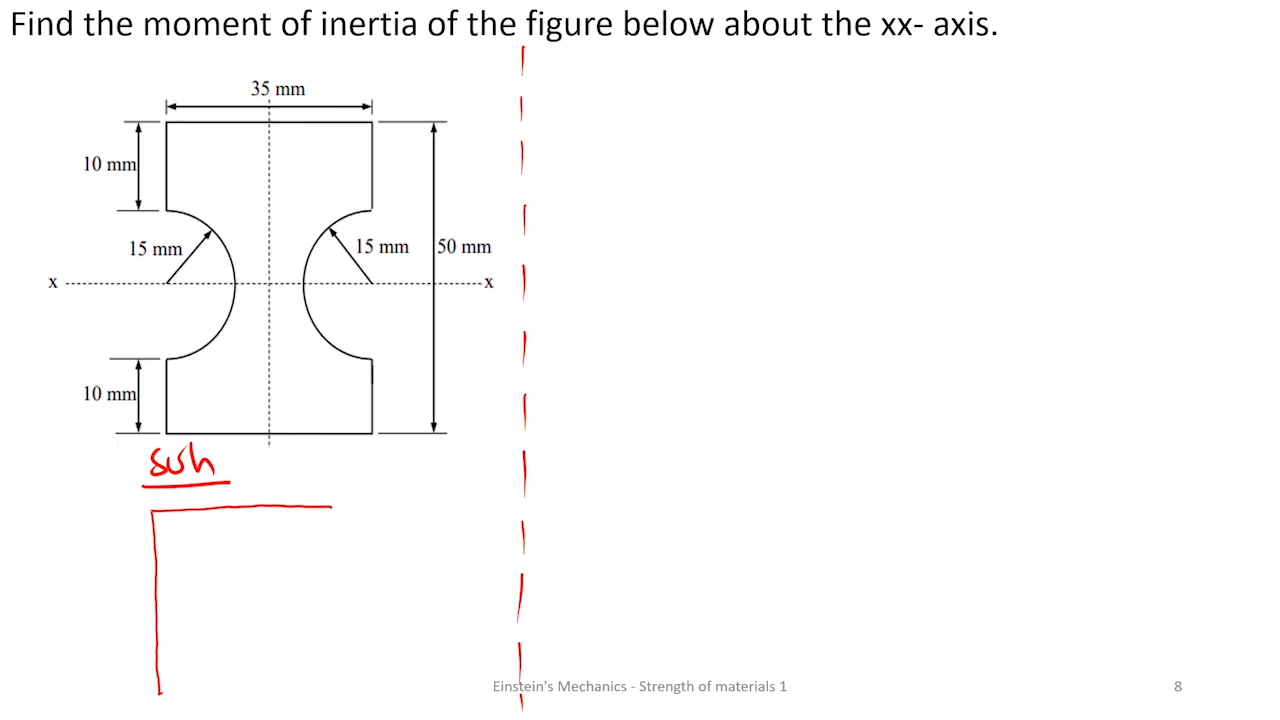 Find the moment of inertia of the figure below about the xx- axis.
35 mm
10 mm
15 mm
15 mm
50 mm
x
x
10 mm
Einstein's Mechanics - Strength of materials 1
8